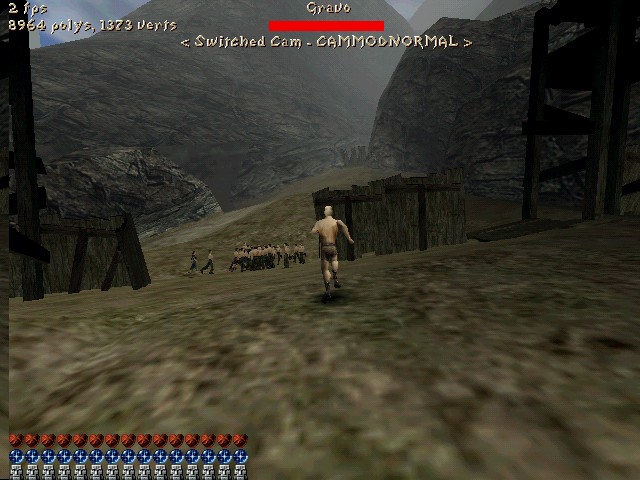 2 fps
Gravo
8964 polys, 1373 verts
< Switched Cam - CAMMODNORMAL >